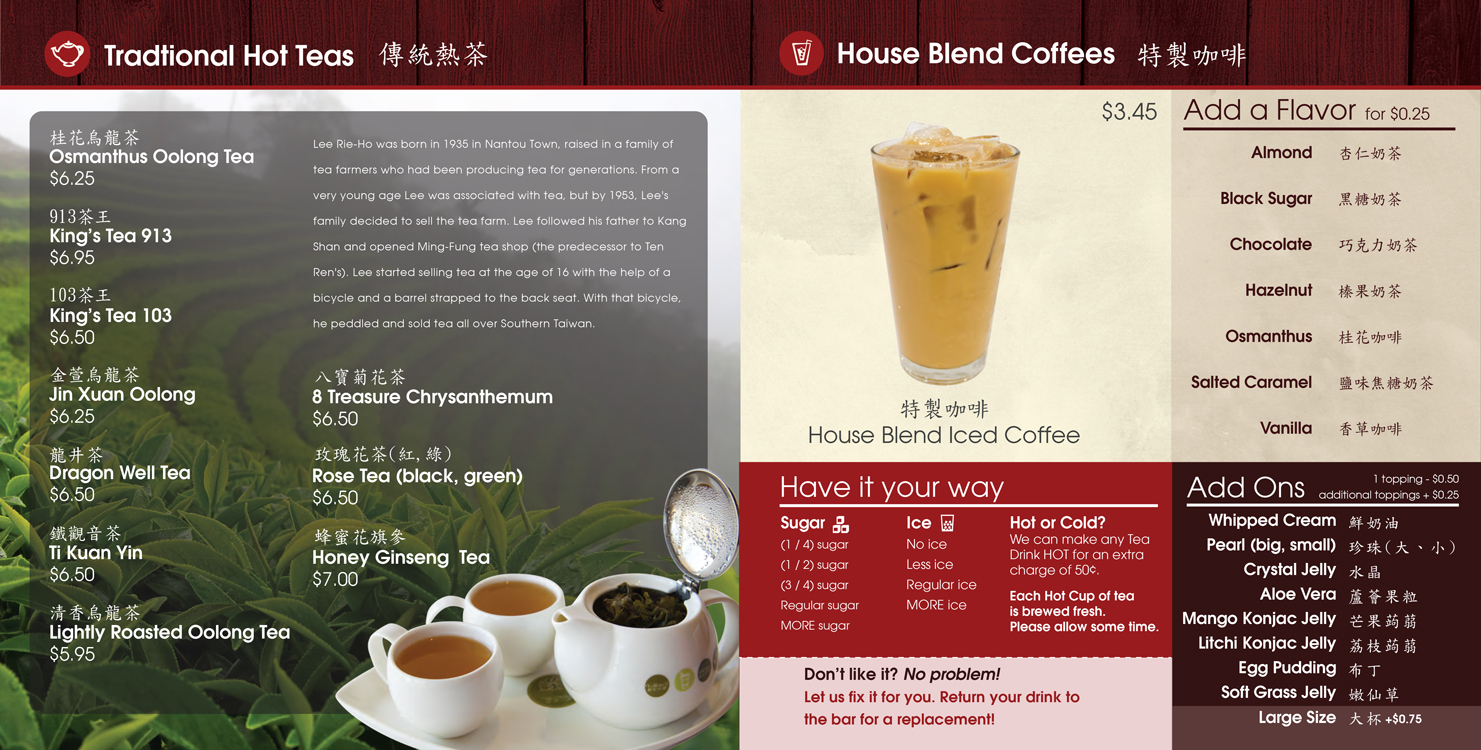 Tradtional Hot Teas 傳統熱茶
桂花烏龍茶
Osmanthus Oolong Tea
$6.25
913茶王
King's Tea 913
$6.95
103茶王
King's Tea 103
$6.50
金萱烏龍茶
Jin Xuan Oolong
$6.25
龍井茶
Dragon Well Tea
$6.50
鐵觀音茶
Ti Kuan Yin
$6.50
清香烏龍茶
Lightly Roasted Oolong Tea
$5.95
Lee Rie-Ho was born in 1935 in Nantou Town, raised in a family of
tea farmers who had been producing tea for generations. From a
very young age Lee was associated with tea, but by 1953, Lee's
family decided to sell the tea farm. Lee followed his father to Kang
Shan and opened Ming-Fung tea shop (the predecessor to Ten
Ren's). Lee started selling tea at the age of 16 with the help of a
bicycle and a barrel strapped to the back seat. With that bicycle,
he peddled and sold tea all over Southern Taiwan.
八寶菊花茶
8 Treasure Chrysanthemum
$6.50
玫瑰花茶(紅,綠)
Rose Tea (black, green)
$6.50
蜂蜜花旗參
Honey Ginseng Tea
$7.00
House Blend Coffees 特製咖啡
$3.45
特製咖啡
House Blend Iced Coffee
Add a Flavor for $0.25
Almond 杏仁奶茶
Black Sugar 黑糖奶茶
Chocolate 巧克力奶茶
Hazelnut 榛果奶茶
Osmanthus 桂花咖啡
Salted Caramel 鹽味焦糖奶茶
Vanilla 香草咖啡
Have it your way
Sugar
(1 / 4) sugar
(1 / 2) sugar
(3 / 4) sugar
Regular sugar
MORE sugar
Ice
No ice
Less ice
Regular ice
MORE ice
Hot or Cold?
We can make any Tea
Drink HOT for an extra
charge of 50¢.
Each Hot Cup of tea
is brewed fresh.
Please allow some time.
Don't like it? No problem!
Let us fix it for you. Return your drink to
the bar for a replacement!
Add Ons
1 topping - $0.50
additional toppings + $0.25
Whipped Cream 鮮奶油
Pearl (big, small) 珍珠(大、小)
Crystal Jelly 水晶
Aloe Vera 蘆薈果粒
Mango Konjac Jelly 芒果蒟蒻
Litchi Konjac Jelly 荔枝蒟蒻
Egg Pudding 布丁
Soft Grass Jelly 嫩仙草
Large Size 大杯 +$0.75